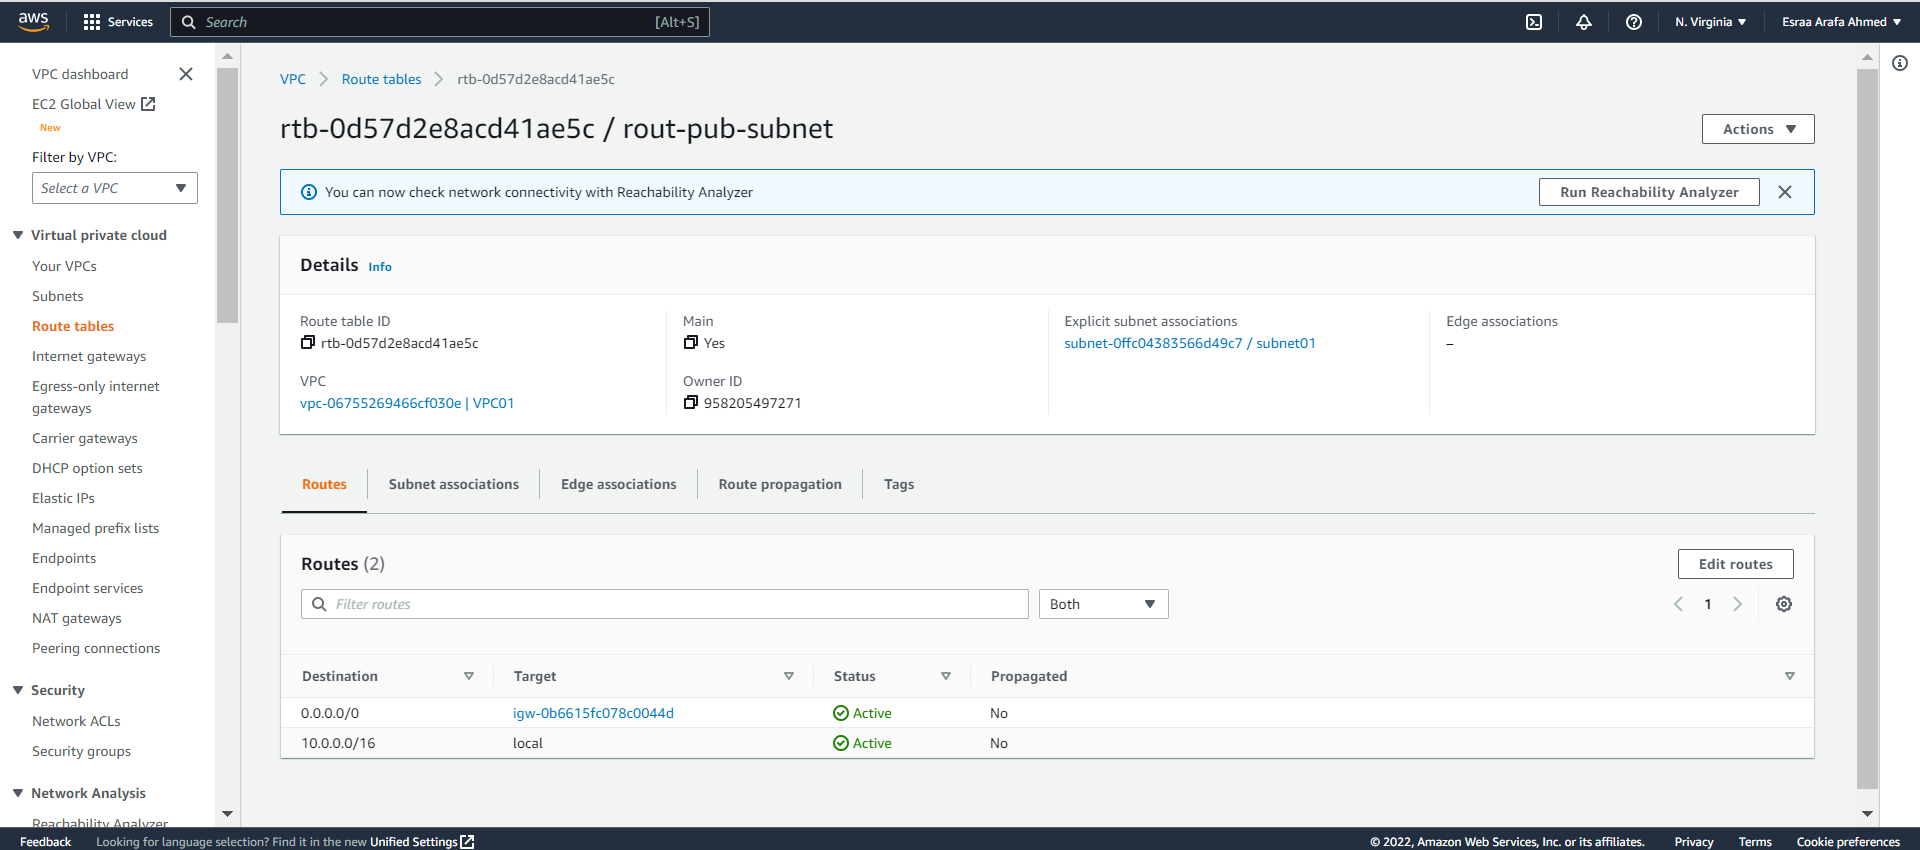 aws
Services
Search
[Alt+S]
N. Virginia
Esraa Arafa Ahmed
VPC dashboard
EC2 Global View
New
Filter by VPC:
Select a VPC
Virtual private cloud
Your VPCs
Subnets
Route tables
Internet gateways
Egress-only internet
gateways
Carrier gateways
DHCP option sets
Elastic IPs
Managed prefix lists
Endpoints
Endpoint services
NAT gateways
Peering connections
Security
Network ACLs
Security groups
Network Analysis
Reachability Analyzer
VPC
Route tables
rtb-0d57d2e8acd41ae5c
rtb-0d57d2e8acd41ae5c / rout-pub-subnet
Actions
You can now check network connectivity with Reachability Analyzer
Run Reachability Analyzer
Details Info
Route table ID
rtb-0d57d2e8acd41ae5c
VPC
vpc-06755269466cf030e | VPC01
Main
Yes
Owner ID
958205497271
Explicit subnet associations
subnet-0ffc04383566d49c7 / subnet01
Edge associations
–
Routes
Subnet associations
Edge associations
Route propagation
Tags
Routes (2)
Edit routes
Filter routes
Both
1
Destination Target Status Propagated
0.0.0.0/0 igw-0b6615fc078c0044d Active No
10.0.0.0/16 local Active No
Feedback
Looking for language selection? Find it in the new Unified Settings
© 2022, Amazon Web Services, Inc. or its affiliates.
Privacy
Terms
Cookie preferences